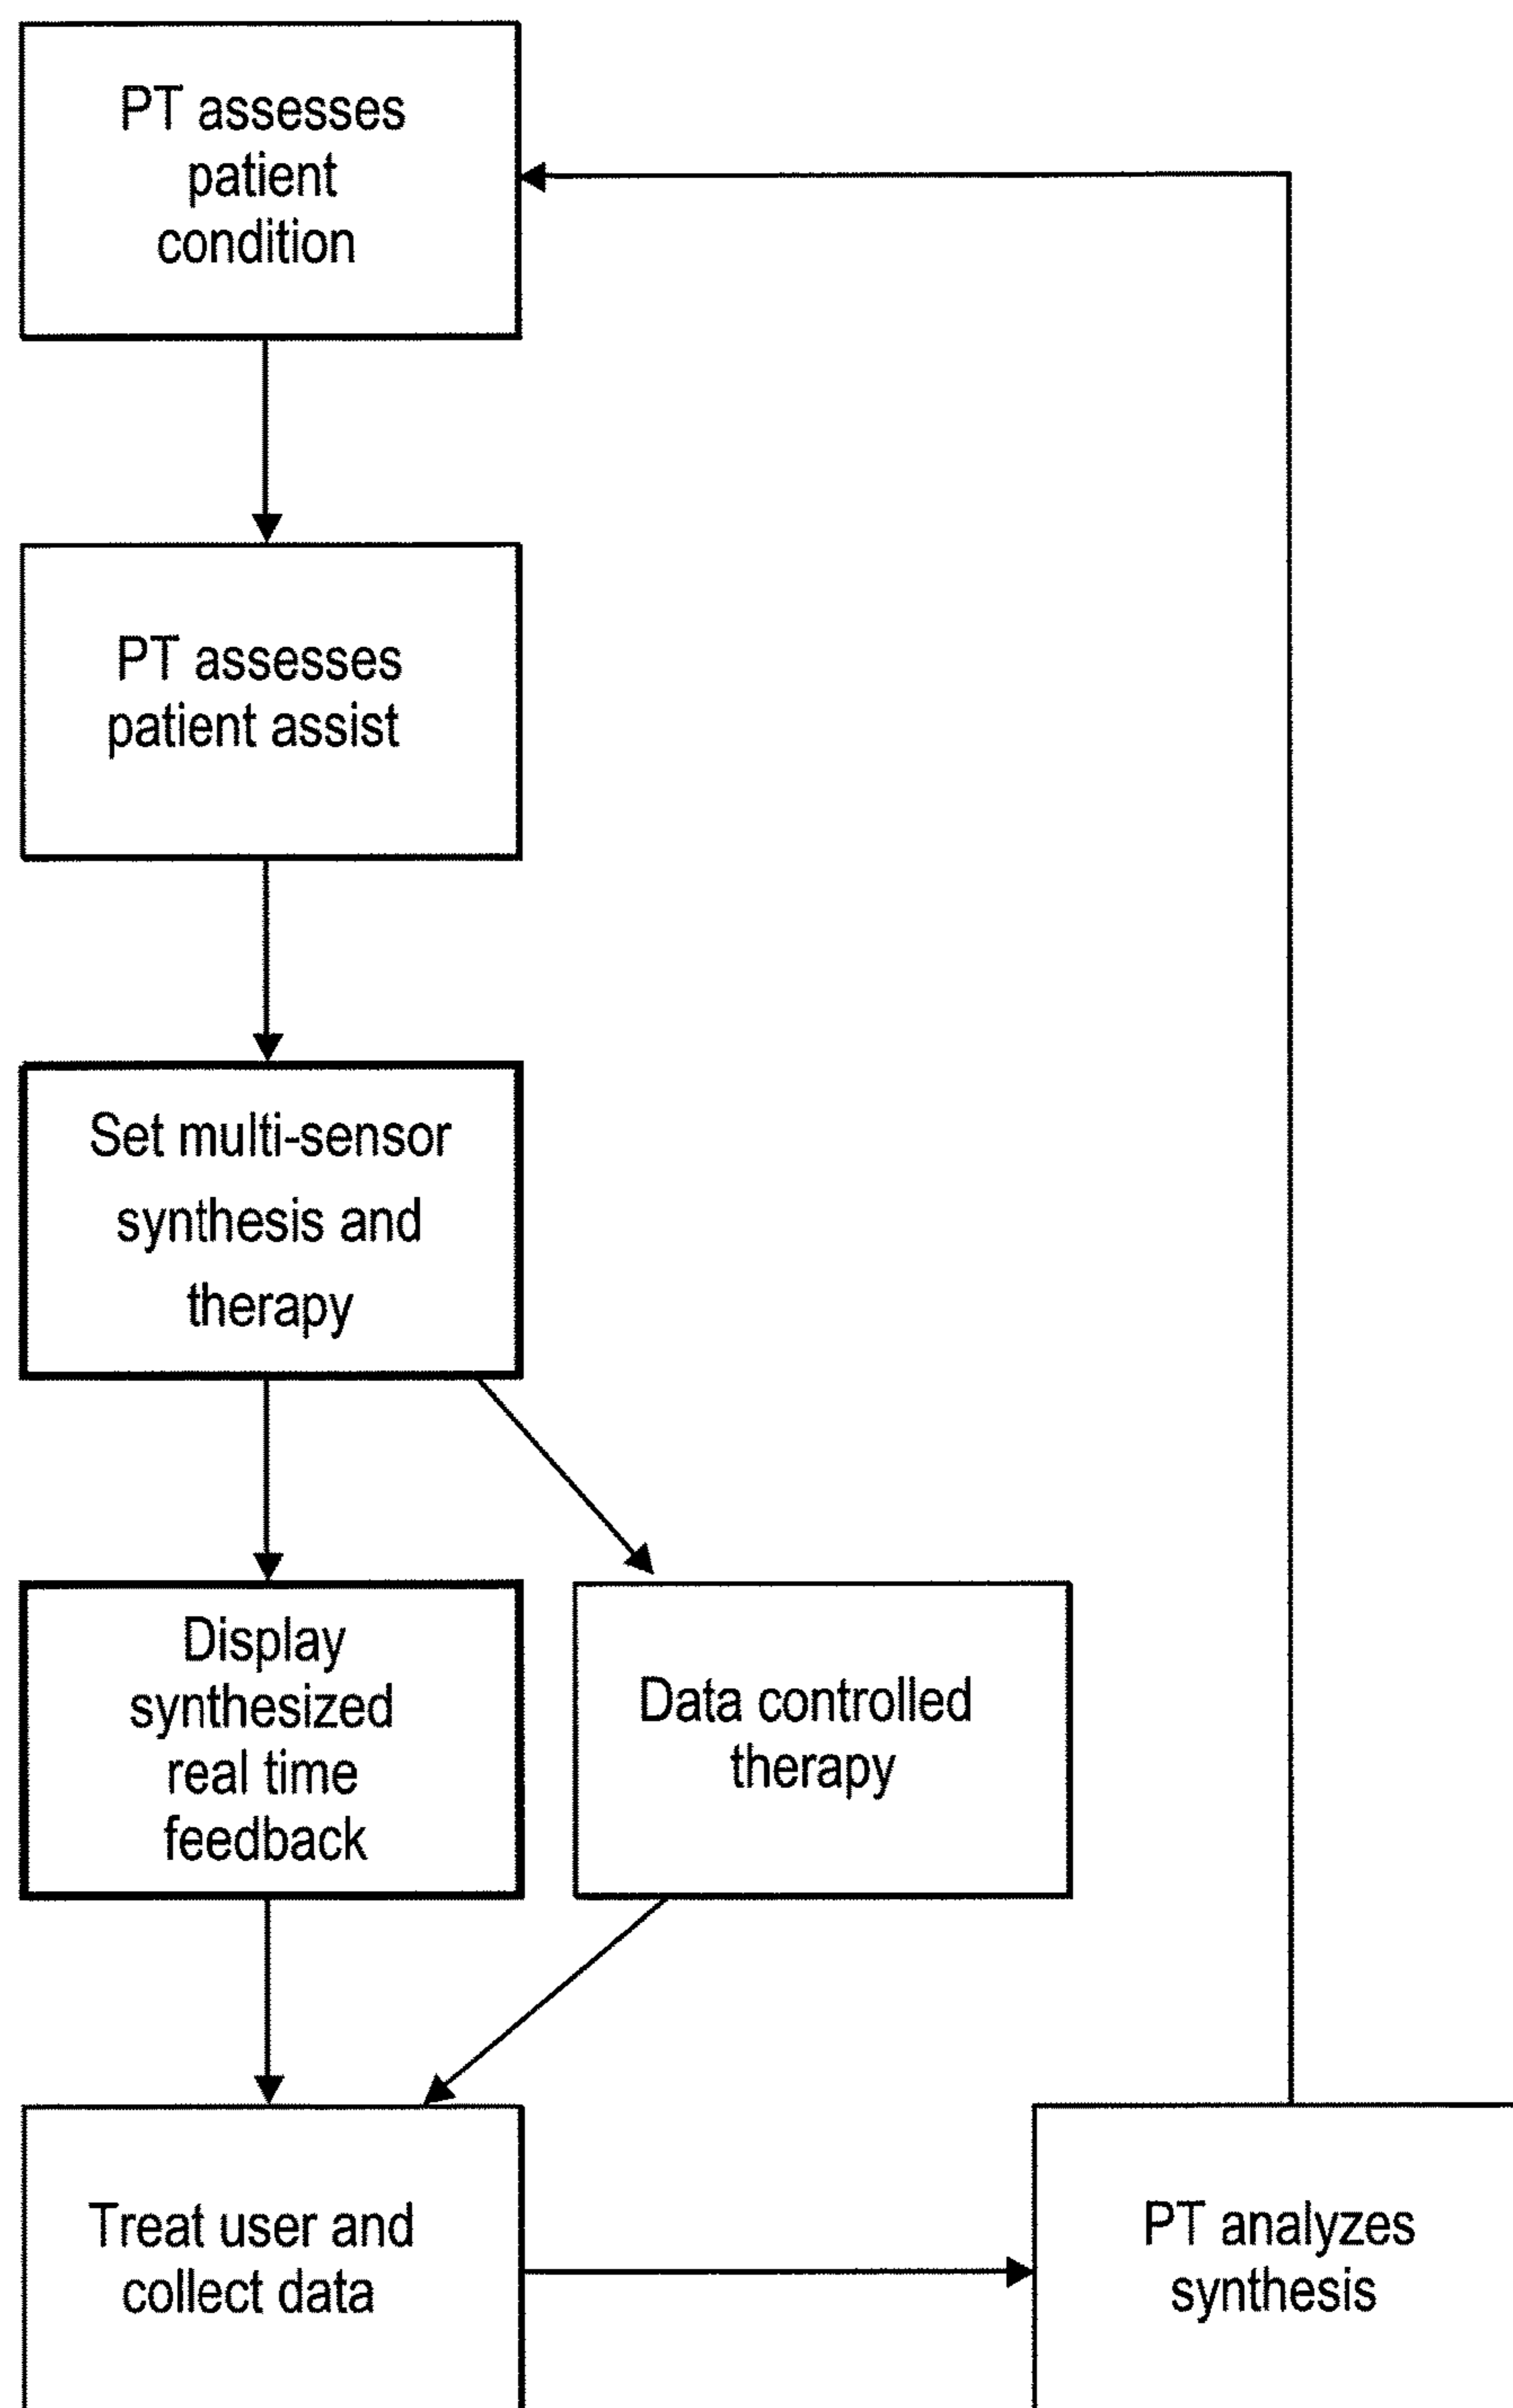 PT assesses
patient
condition
PT assesses
patient assist
Set multi-sensor
synthesis and
therapy
Display
synthesized
real time
feedback
Data controlled
therapy
Treat user and
collect data
PT analyzes
synthesis